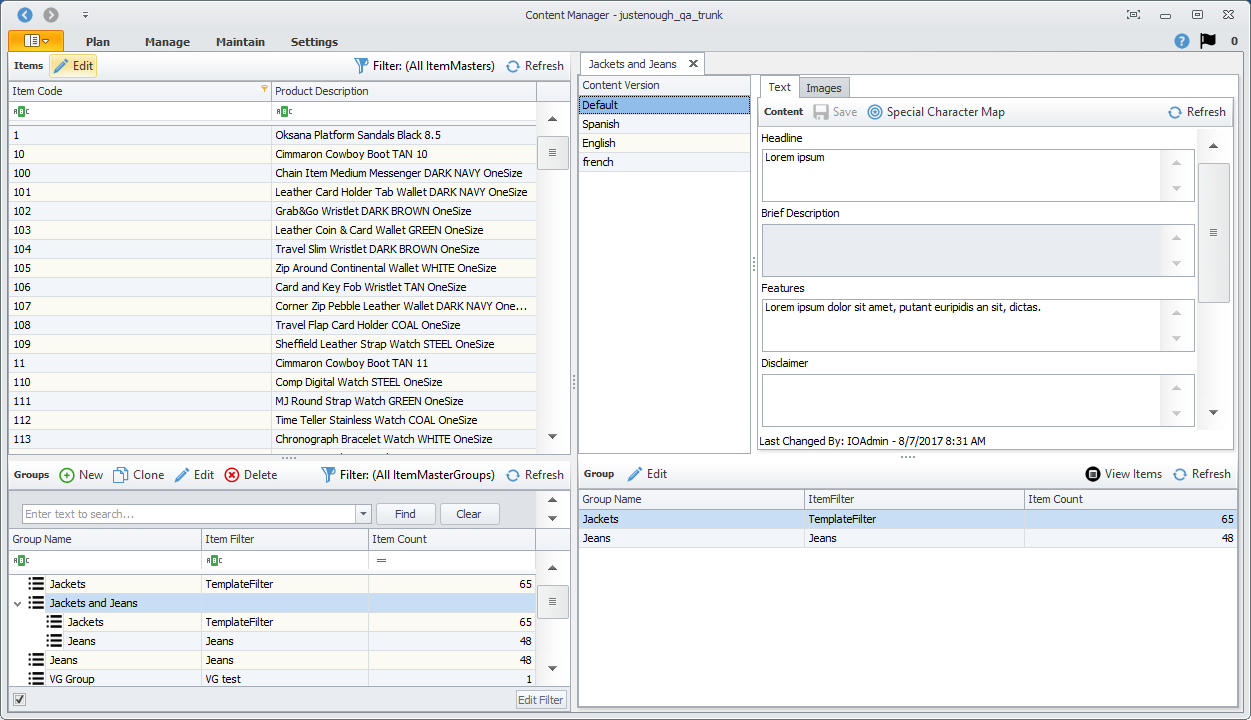 Content Manager - justenough_qa_trunk
Plan Manage Maintain Settings
0
Items Edit Filter: (All ItemMasters) Refresh
Item Code Product Description
ABC ABC
1 Oksana Platform Sandals Black 8.5
10 Cimmaron Cowboy Boot TAN 10
100 Chain Item Medium Messenger DARK NAVY OneSize
101 Leather Card Holder Tab Wallet DARK NAVY OneSize
102 Grab&Go Wristlet DARK BROWN OneSize
103 Leather Coin & Card Wallet GREEN OneSize
104 Travel Slim Wristlet DARK BROWN OneSize
105 Zip Around Continental Wallet WHITE OneSize
106 Card and Key Fob Wristlet TAN OneSize
107 Corner Zip Pebble Leather Wallet DARK NAVY One...
108 Travel Flap Card Holder COAL OneSize
109 Sheffield Leather Strap Watch STEEL OneSize
11 Cimmaron Cowboy Boot TAN 11
110 Comp Digital Watch STEEL OneSize
111 MJ Round Strap Watch GREEN OneSize
112 Time Teller Stainless Watch COAL OneSize
113 Chronograph Bracelet Watch WHITE OneSize
Groups New Clone Edit Delete Filter: (All ItemMasterGroups) Refresh
Enter text to search... Find Clear
Group Name Item Filter Item Count
ABC ABC =
Jackets TemplateFilter 65
Jackets and Jeans
Jackets TemplateFilter 65
Jeans Jeans 48
Jeans Jeans 48
VG Group VG test 1
Edit Filter
Jackets and Jeans
Content Version
Default
Spanish
English
french
Text Images
Content Save Special Character Map Refresh
Headline
Lorem ipsum
Brief Description
Features
Lorem ipsum dolor sit amet, putant euripidis an sit, dictas.
Disclaimer
Last Changed By: IOAdmin - 8/7/2017 8:31 AM
Group Edit View Items Refresh
Group Name ItemFilter Item Count
Jackets TemplateFilter 65
Jeans Jeans 48